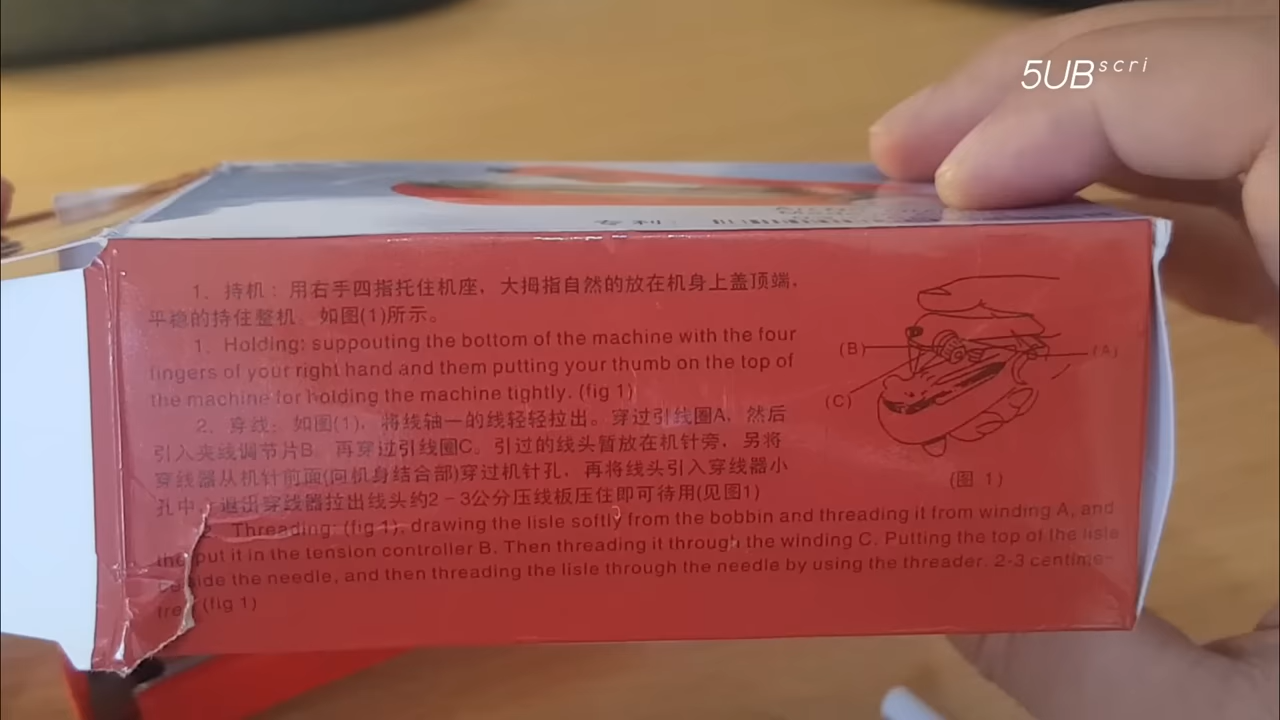 5UBscri
专利:
1. 持机:用右手四指托住机座,大拇指自然的放在机身上盖顶端,
平稳的持住整机。如图(1)所示。
1. Holding: suppouting the bottom of the machine with the four
fingers of your right hand and them putting your thumb on the top of
the machine for holding the machine tightly. (fig 1)
2. 穿线:如图(1),将线轴一的线轻轻拉出。穿过引线圈A,然后
引入夹线调节片B,再穿过引线圈C。引过的线头暂放在机针旁,另将
穿线器从机针前面(向机身结合部)穿过机针孔,再将线头引入穿线器小
孔中,退出穿线器拉出线头约2-3公分压线板压住即可待用(见图1)
Threading: (fig 1). drawing the lisle softly from the bobbin and threading it from winding A, and
put it in the tension controller B. Then threading it through the winding C. Putting the top of the lisle
the needle, and then threading the lisle through the needle by using the threader. 2-3 centime-
(fig 1)
(B)
(A)
(C)
(图 1)